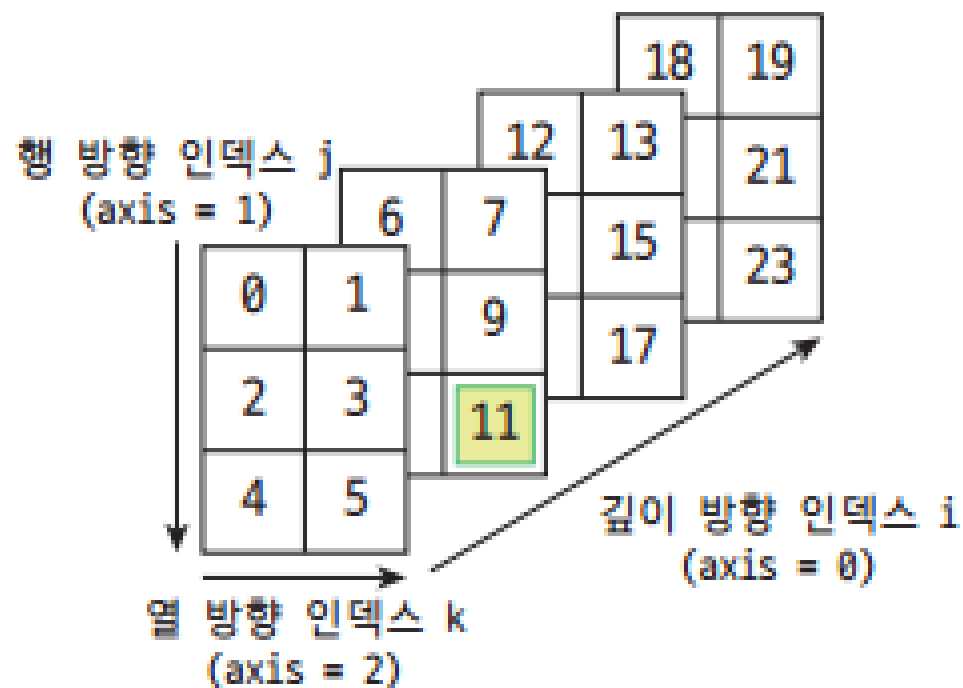 18 19
12 13
행 방향 인덱스 j
21
(axis = 1)
6 7
15
23
0 1
9
17
2 3
11
4 5
깊이 방향 인덱스 i
(axis = 0)
열 방향 인덱스 k
(axis = 2)